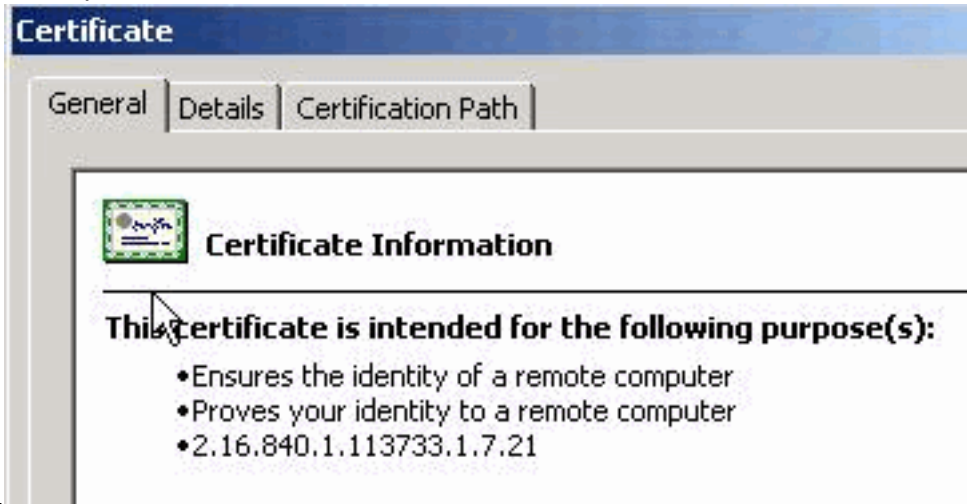 Certificate
General Details Certification Path
Certificate Information
This certificate is intended for the following purpose(s):
•Ensures the identity of a remote computer
•Proves your identity to a remote computer
•2.16.840.1.113733.1.7.21